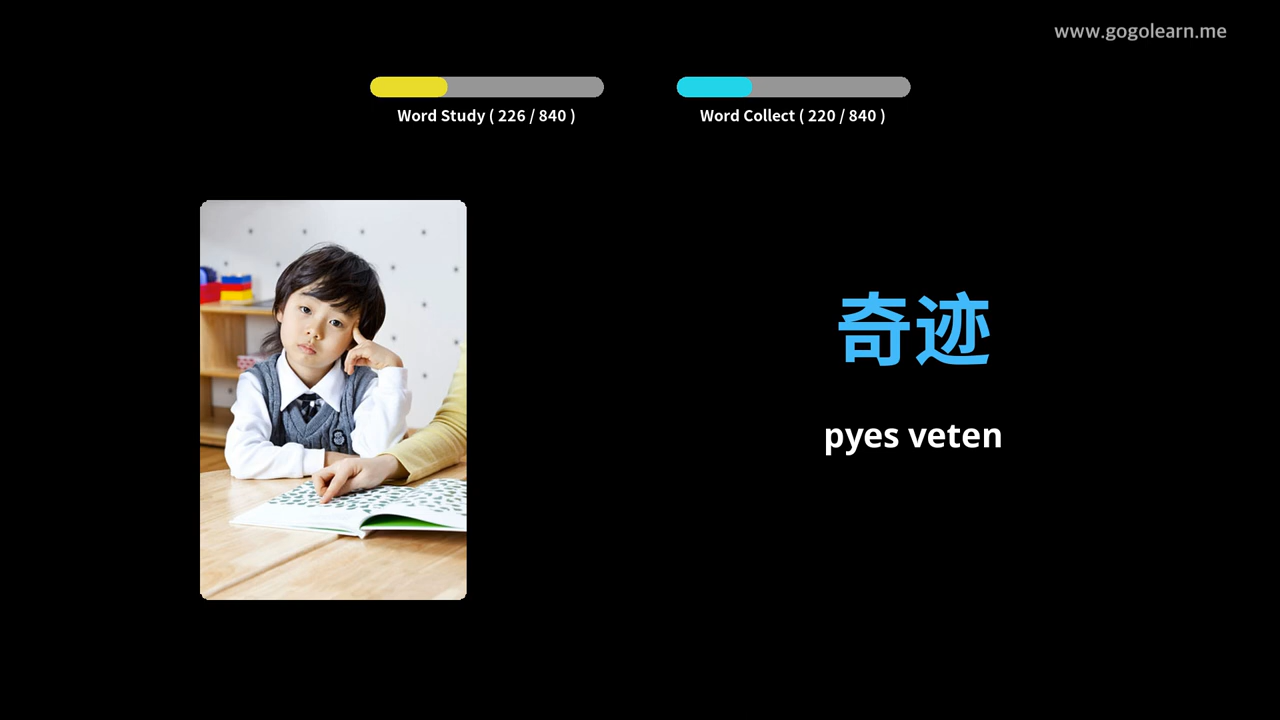 www.gogolearn.me
Word Study ( 226 / 840 )
Word Collect ( 220 / 840 )
奇迹
pyes veten